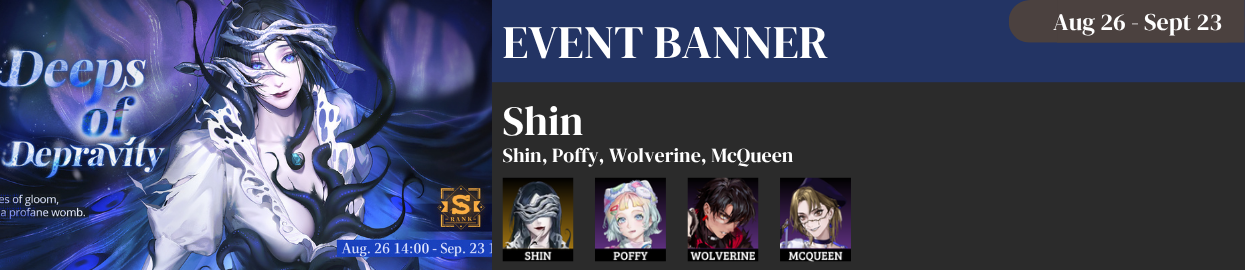 Deeps
of
Depravity
es of gloom,
a profane womb.
S
RANK
Aug. 26 14:00 - Sep. 23 1
EVENT BANNER
Aug 26 - Sept 23
Shin
Shin, Poffy, Wolverine, McQueen
SHIN
POFFY
WOLVERINE
MCQUEEN